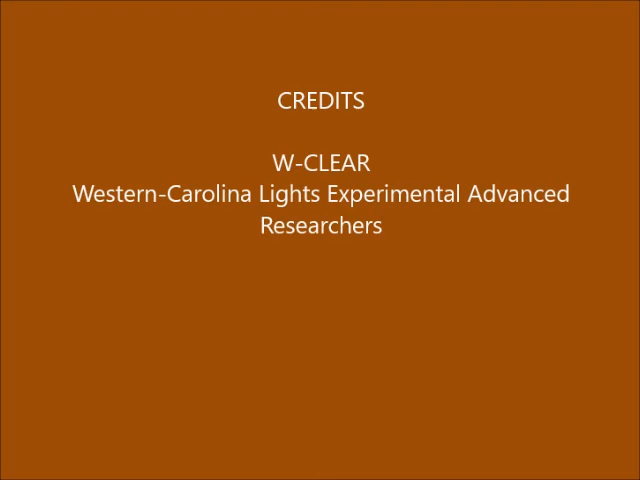 CREDITS
W-CLEAR
Western-Carolina Lights Experimental Advanced
Researchers